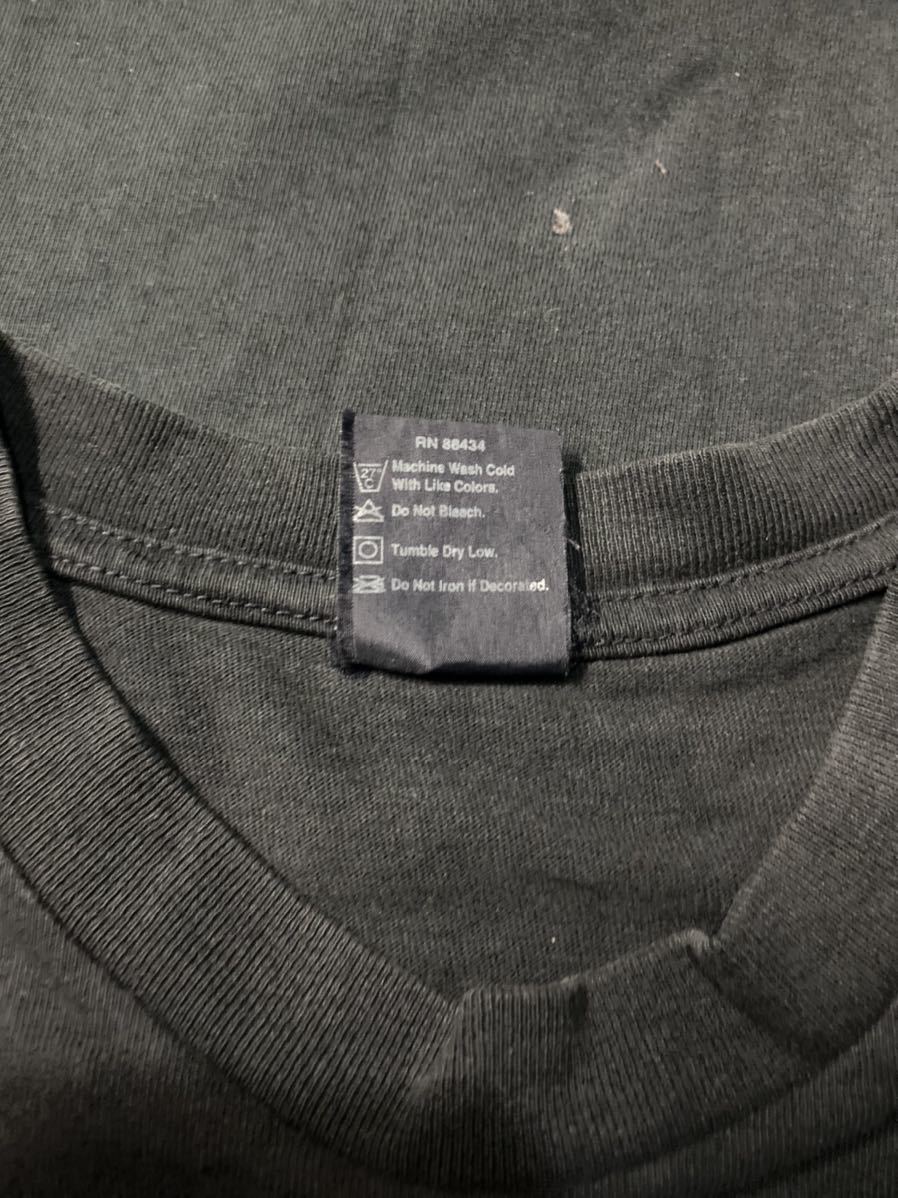 RN 88434
27°
C
Machine Wash Cold
With Like Colors.
Do Not Bleach.
Tumble Dry Low.
Do Not Iron if Decorated.